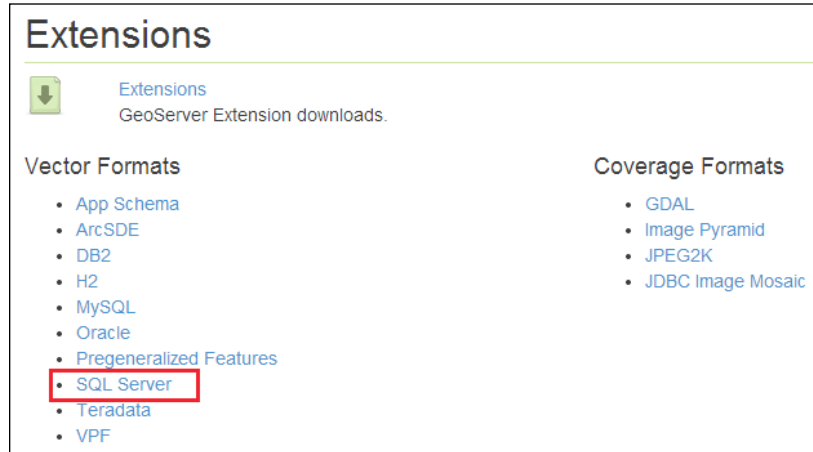 Extensions
Extensions
GeoServer Extension downloads.
Vector Formats
App Schema
ArcSDE
DB2
H2
MySQL
Oracle
Pregeneralized Features
SQL Server
Teradata
VPF
Coverage Formats
GDAL
Image Pyramid
JPEG2K
JDBC Image Mosaic